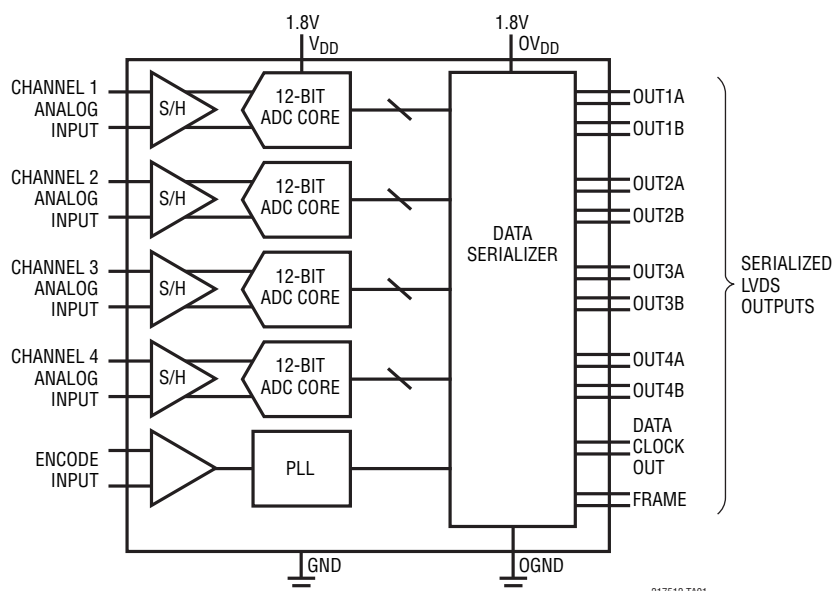 1.8V
VDD
1.8V
OVDD
CHANNEL 1
ANALOG
INPUT
S/H
12-BIT
ADC CORE
OUT1A
OUT1B
CHANNEL 2
ANALOG
INPUT
S/H
12-BIT
ADC CORE
OUT2A
OUT2B
DATA
SERIALIZER
CHANNEL 3
ANALOG
INPUT
S/H
12-BIT
ADC CORE
OUT3A
OUT3B
SERIALIZED
LVDS
OUTPUTS
CHANNEL 4
ANALOG
INPUT
S/H
12-BIT
ADC CORE
OUT4A
OUT4B
ENCODE
INPUT
PLL
DATA
CLOCK
OUT
FRAME
GND
OGND